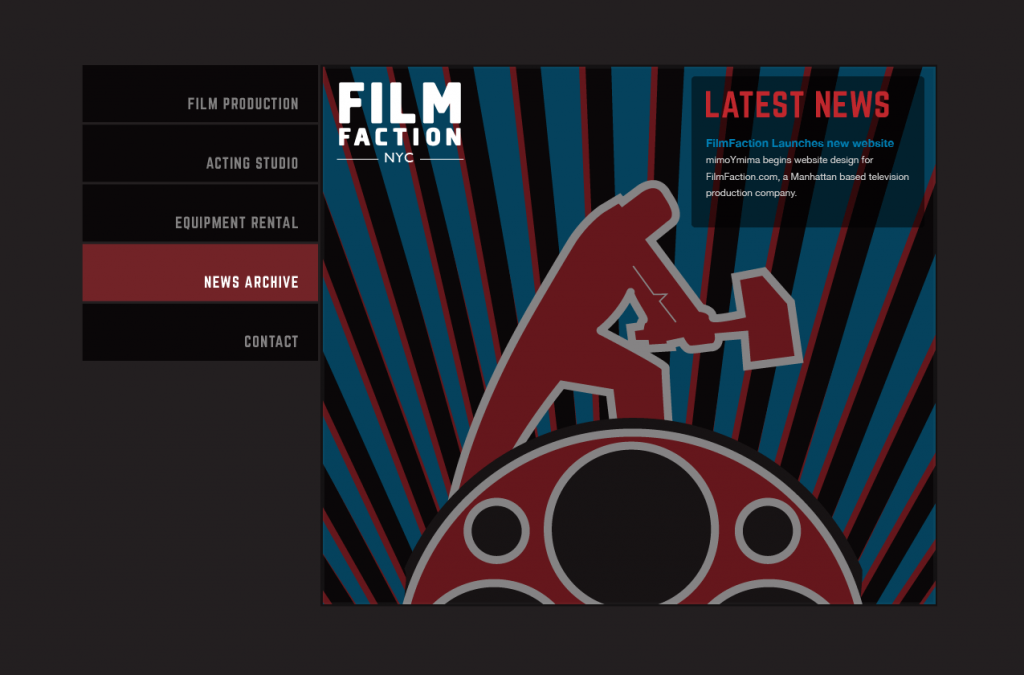 FILM PRODUCTION
ACTING STUDIO
EQUIPMENT RENTAL
NEWS ARCHIVE
CONTACT
FILM
FACTION
NYC
LATEST NEWS
FilmFaction Launches new website
mimoYmima begins website design for
FilmFaction.com, a Manhattan based television
production company.